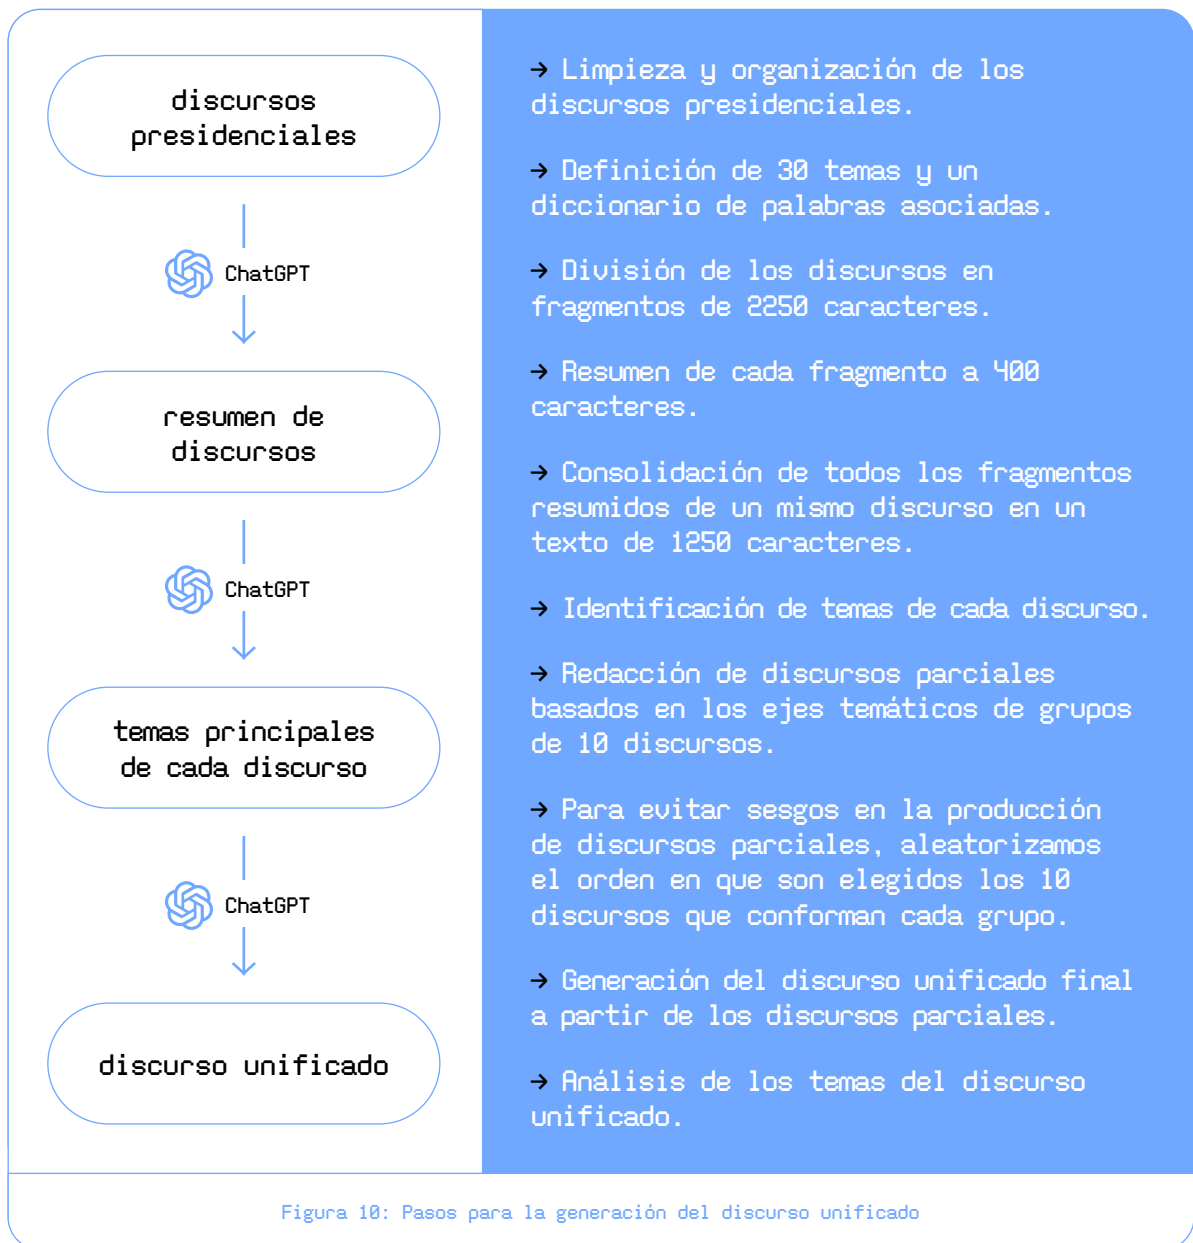 discursos
presidenciales
ChatGPT
resumen de
discursos
ChatGPT
temas principales
de cada discurso
ChatGPT
discurso unificado
→ Limpieza y organización de los
discursos presidenciales.
→ Definición de 30 temas y un
diccionario de palabras asociadas.
→ División de los discursos en
fragmentos de 2250 caracteres.
→ Resumen de cada fragmento a 400
caracteres.
→ Consolidación de todos los fragmentos
resumidos de un mismo discurso en un
texto de 1250 caracteres.
→ Identificación de temas de cada discurso.
→ Redacción de discursos parciales
basados en los ejes temáticos de grupos
de 10 discursos.
→ Para evitar sesgos en la producción
de discursos parciales, aleatorizamos
el orden en que son elegidos los 10
discursos que conforman cada grupo.
→ Generación del discurso unificado final
a partir de los discursos parciales.
→ Análisis de los temas del discurso
unificado.
Figura 10: Pasos para la generación del discurso unificado